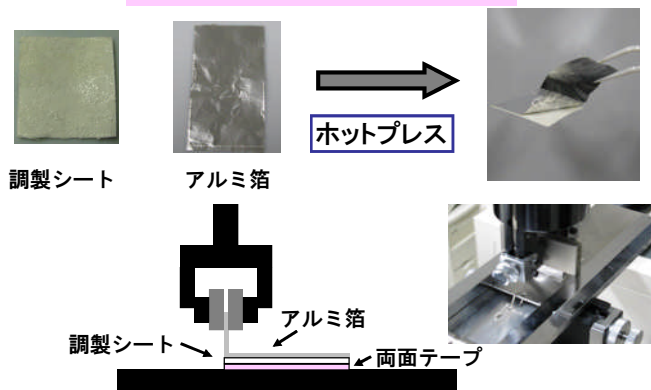 ホットプレス
調製シート
アルミ箔
アルミ箔
調製シート
両面テープ